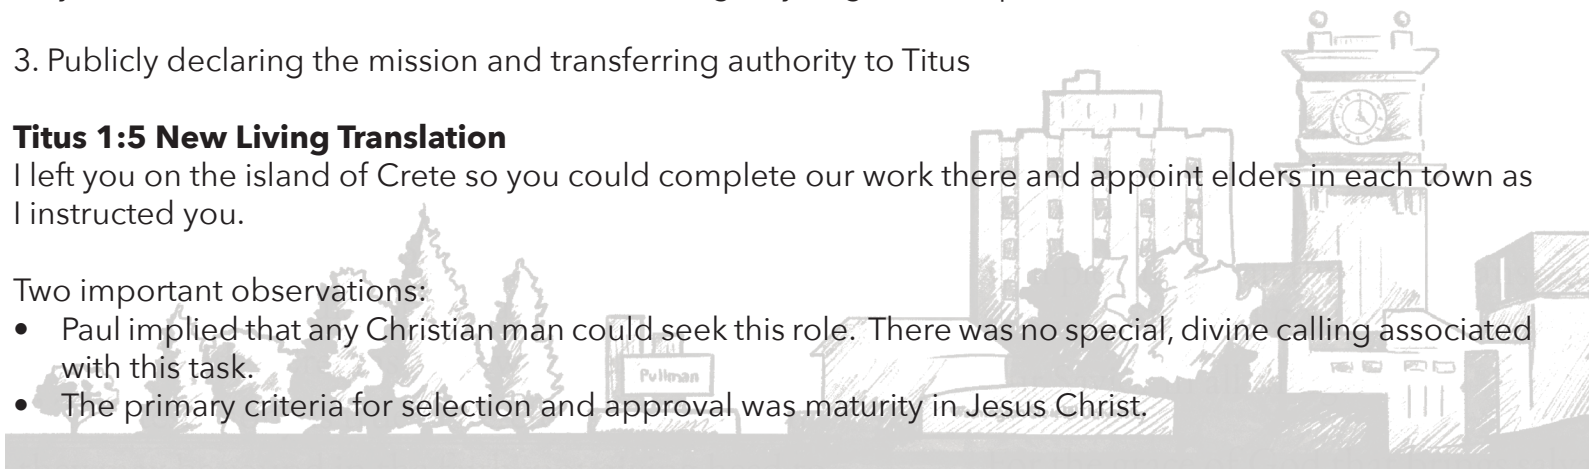 3. Publicly declaring the mission and transferring authority to Titus
Titus 1:5 New Living Translation
I left you on the island of Crete so you could complete our work there and appoint elders in each town as
I instructed you.
Two important observations:
• Paul implied that any Christian man could seek this role. There was no special, divine calling associated
with this task.
Pullman
• The primary criteria for selection and approval was maturity in Jesus Christ.